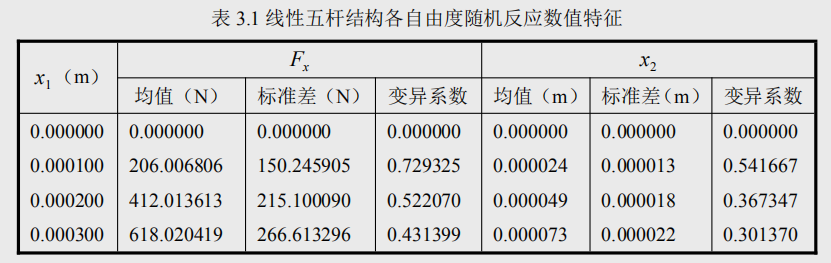 表 3.1 线性五杆结构各自由度随机反应数值特征
x₁（m） Fₓ x₂
均值（N） 标准差（N） 变异系数 均值（m） 标准差（m） 变异系数
0.000000 0.000000 0.000000 0.000000 0.000000 0.000000 0.000000
0.000100 206.006806 150.245905 0.729325 0.000024 0.000013 0.541667
0.000200 412.013613 215.100090 0.522070 0.000049 0.000018 0.367347
0.000300 618.020419 266.613296 0.431399 0.000073 0.000022 0.301370